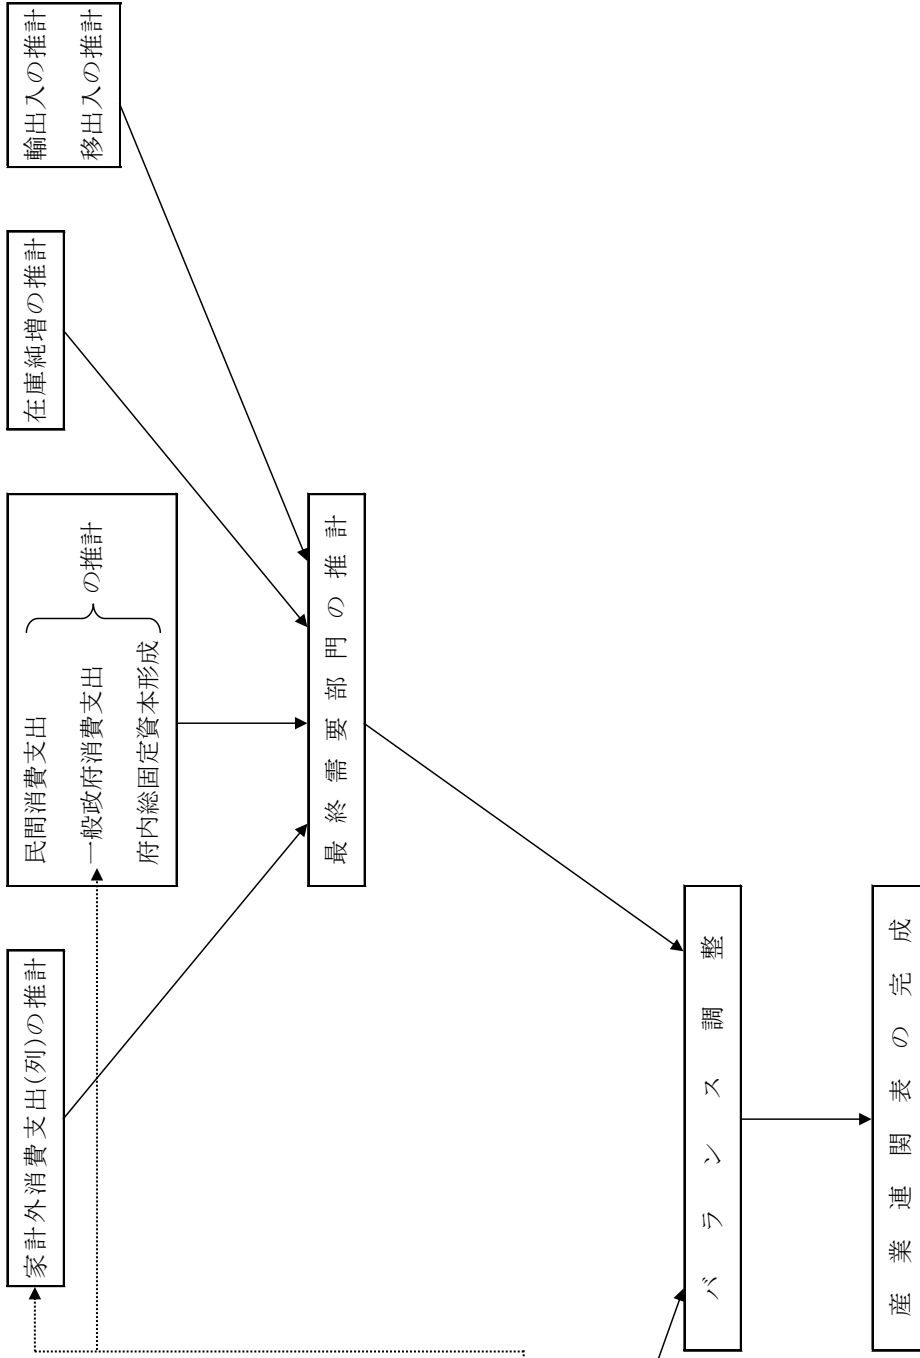 家計外消費支出(列)の推計
民間消費支出
一般政府消費支出
府内総固定資本形成
の推計
在庫純増の推計
輸出入の推計
移出入の推計
最終需要部門の推計
バランス調整
産業連関表の完成